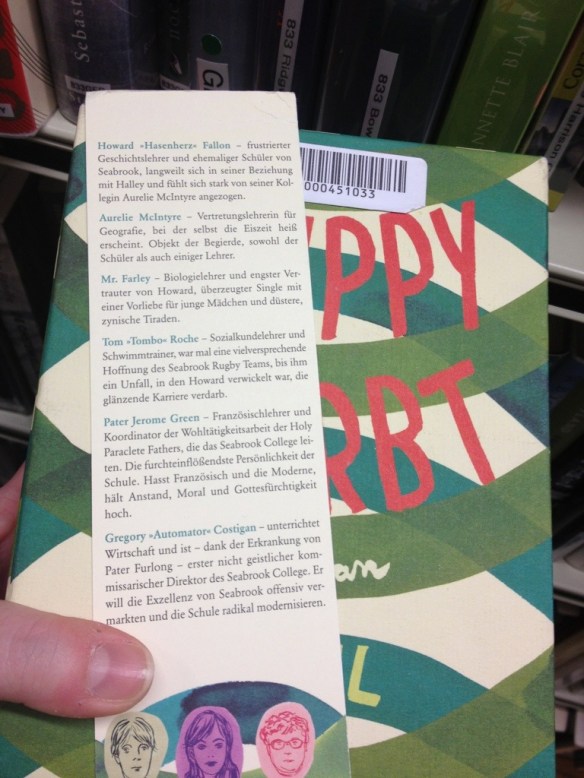 Sebast
BOC
G
833 Ridg
833 Bow
NNETTE BLAIR
Harrison
000451033
Howard »Hasenherz« Fallon – frustrierter
Geschichtslehrer und ehemaliger Schüler von
Seabrook, langweilt sich in seiner Beziehung
mit Halley und fühlt sich stark von seiner Kol-
legin Aurelie McIntyre angezogen.
Aurelie McIntyre – Vertretungslehrerin für
Geografie, bei der selbst die Eiszeit heiß
erscheint. Objekt der Begierde, sowohl der
Schüler als auch einiger Lehrer.
Mr. Farley – Biologielehrer und engster Ver-
trauter von Howard, überzeugter Single mit
einer Vorliebe für junge Mädchen und düstere,
zynische Tiraden.
Tom »Tombo« Roche – Sozialkundelehrer und
Schwimmtrainer, war mal eine vielversprechende
Hoffnung des Seabrook Rugby Teams, bis ihm
ein Unfall, in den Howard verwickelt war, die
glänzende Karriere verdarb.
Pater Jerome Green – Französischlehrer und
Koordinator der Wohltätigkeitsarbeit der Holy
Paraclete Fathers, die das Seabrook College lei-
ten. Die furchteinflößendste Persönlichkeit der
Schule. Hasst Französisch und die Moderne,
hält Anstand, Moral und Gottesfürchtigkeit
hoch.
Gregory »Automator« Costigan – unterrichtet
Wirtschaft und ist – dank der Erkrankung von
Pater Furlong – erster nicht geistlicher kom-
missarischer Direktor des Seabrook College. Er
will die Exzellenz von Seabrook offensiv ver-
markten und die Schule radikal modernisieren.
PPY
RBT
an
L